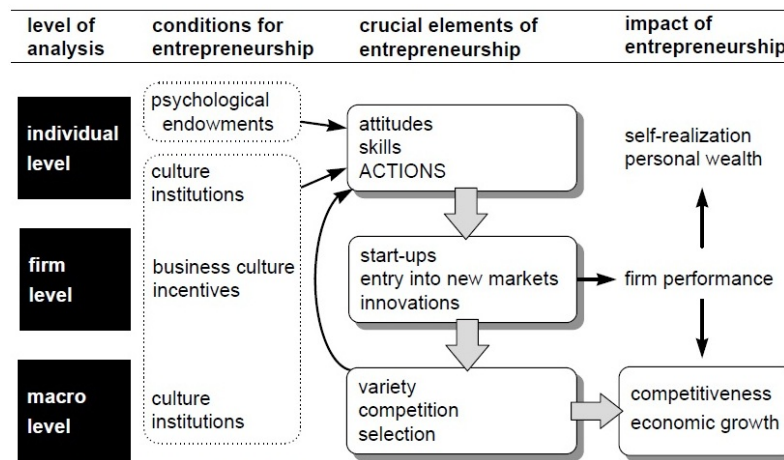 level of analysis
conditions for entrepreneurship
crucial elements of entrepreneurship
impact of entrepreneurship
individual level
psychological endowments
culture institutions
attitudes
skills
ACTIONS
self-realization
personal wealth
firm level
business culture
incentives
start-ups
entry into new markets
innovations
firm performance
macro level
culture
institutions
variety
competition
selection
competitiveness
economic growth